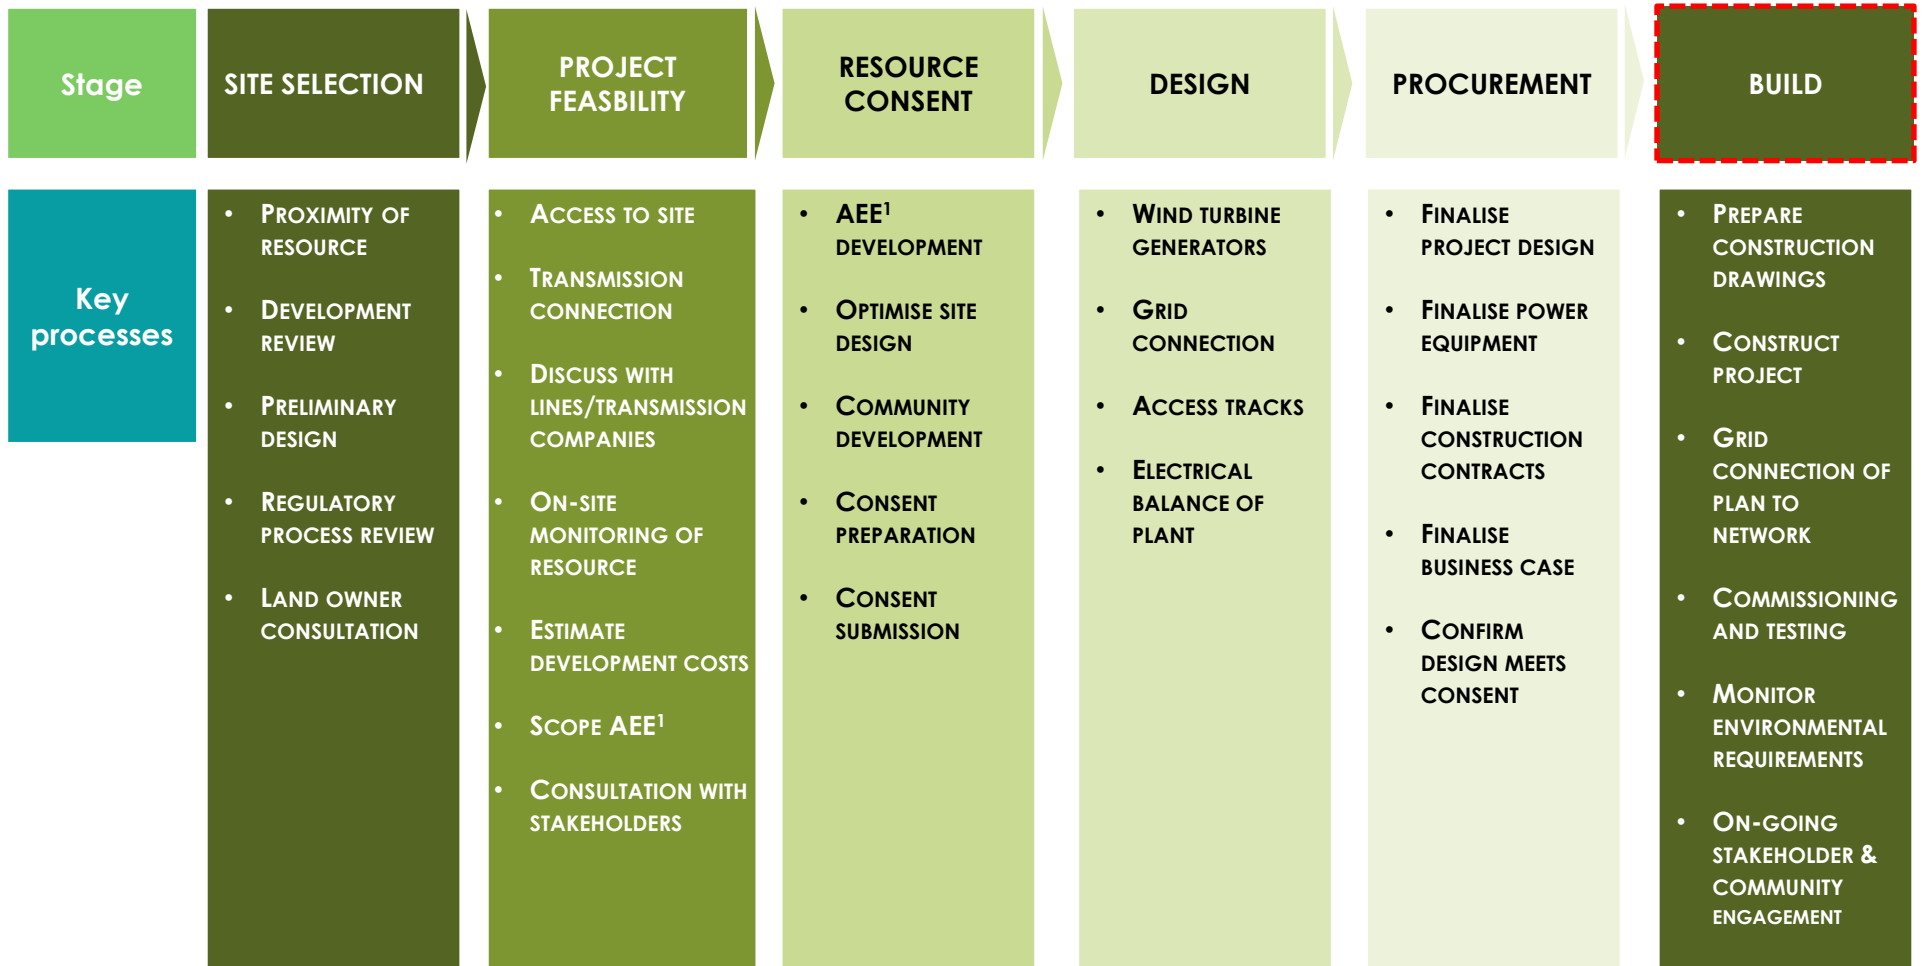 Stage
SITE SELECTION
PROJECT
FEASBILITY
RESOURCE
CONSENT
DESIGN
PROCUREMENT
BUILD
Key
processes
• PROXIMITY OF
RESOURCE
• DEVELOPMENT
REVIEW
• PRELIMINARY
DESIGN
• REGULATORY
PROCESS REVIEW
• LAND OWNER
CONSULTATION
• ACCESS TO SITE
• TRANSMISSION
CONNECTION
• DISCUSS WITH
LINES/TRANSMISSION
COMPANIES
• ON-SITE
MONITORING OF
RESOURCE
• ESTIMATE
DEVELOPMENT COSTS
• SCOPE AEE¹
• CONSULTATION WITH
STAKEHOLDERS
• AEE¹
DEVELOPMENT
• OPTIMISE SITE
DESIGN
• COMMUNITY
DEVELOPMENT
• CONSENT
PREPARATION
• CONSENT
SUBMISSION
• WIND TURBINE
GENERATORS
• GRID
CONNECTION
• ACCESS TRACKS
• ELECTRICAL
BALANCE OF
PLANT
• FINALISE
PROJECT DESIGN
• FINALISE POWER
EQUIPMENT
• FINALISE
CONSTRUCTION
CONTRACTS
• FINALISE
BUSINESS CASE
• CONFIRM
DESIGN MEETS
CONSENT
• PREPARE
CONSTRUCTION
DRAWINGS
• CONSTRUCT
PROJECT
• GRID
CONNECTION OF
PLAN TO
NETWORK
• COMMISSIONING
AND TESTING
• MONITOR
ENVIRONMENTAL
REQUIREMENTS
• ON-GOING
STAKEHOLDER &
COMMUNITY
ENGAGEMENT